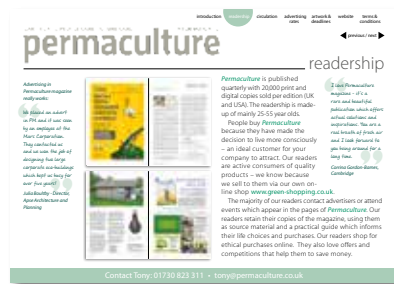 introduction readership circulation advertising rates artwork & deadlines website terms & conditions
previous / next
permaculture
readership
Advertising in
Permaculture magazine
really works:
We placed an advert
in PM and it was seen
by an employee of the
Mars Corporation.
They contacted us
and we won the job of
designing two large
corporate eco-buildings
which kept us busy for
over five years!
Julia Bauhby - Director,
Apse Architecture and
Planning
Permaculture is published
quarterly with 20,000 print and
digital copies sold per edition (UK
and USA). The readership is made-
up of mainly 25-55 year olds.
People buy Permaculture
because they have made the
decision to live more consciously
– an ideal customer for your
company to attract. Our readers
are active consumers of quality
products – we know because
we sell to them via our own on-
line shop www.green-shopping.co.uk.
The majority of our readers contact advertisers or attend
events which appear in the pages of Permaculture. Our
readers retain their copies of the magazine, using them
as source material and a practical guide which informs
their life choices and purchases. Our readers shop for
ethical purchases online. They also love offers and
competitions that help them to save money.
I love Permaculture
magazine - it's a
rare and beautiful
publication which offers
actual solutions and
inspirations. You are a
real breath of fresh air
and I look forward to
you being around for a
long time.
Corinna Gordon-Barnes,
Cambridge
Contact Tony: 01730 823 311 • tony@permaculture.co.uk